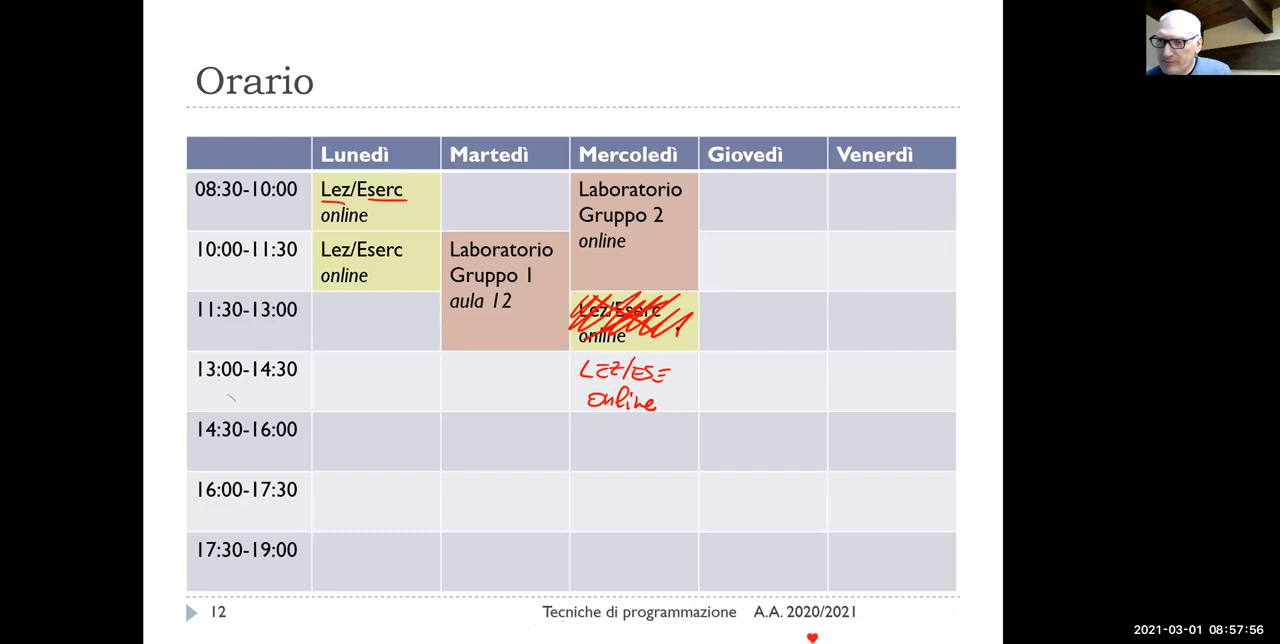 Orario
Lunedì Martedì Mercoledì Giovedì Venerdì
08:30-10:00 Lez/Eserc Laboratorio
online Gruppo 2
online
10:00-11:30 Lez/Eserc Laboratorio
online Gruppo 1
aula 12
11:30-13:00 Lez/Eserc
online
13:00-14:30 LEZ/ESE
online
14:30-16:00
16:00-17:30
17:30-19:00
12 Tecniche di programmazione A.A. 2020/2021
2021-03-01 08:57:56